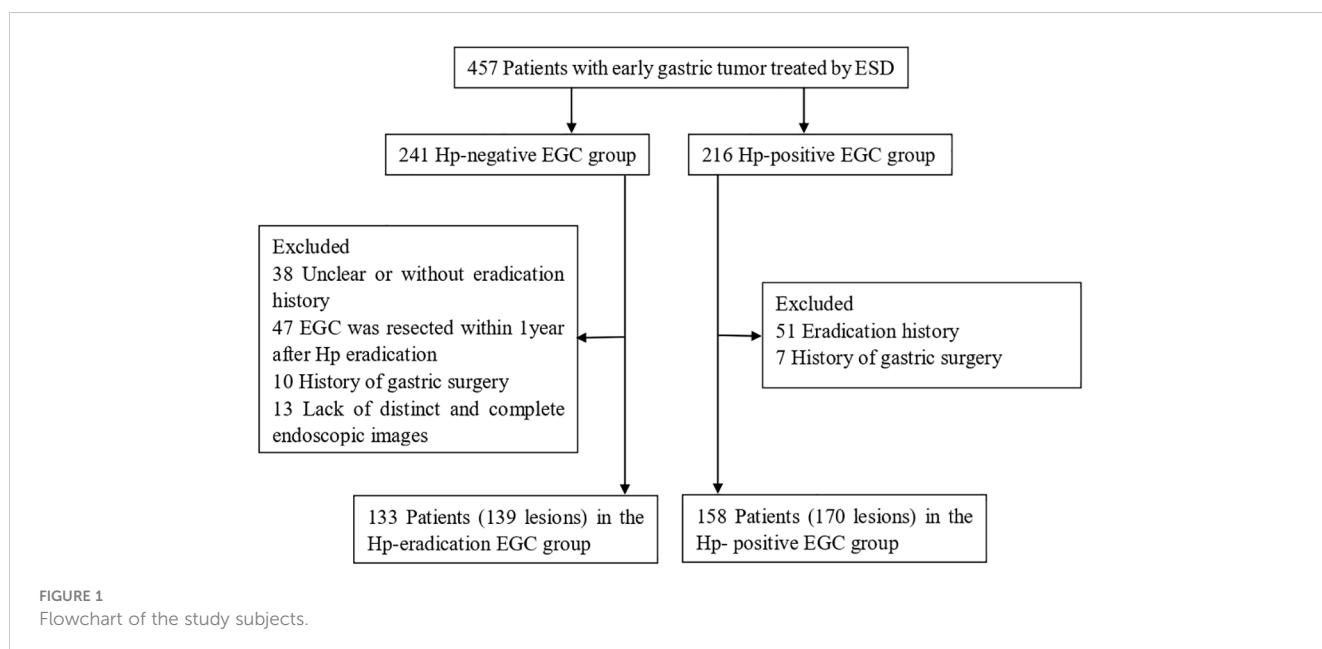 457 Patients with early gastric tumor treated by ESD
241 Hp-negative EGC group
216 Hp-positive EGC group
Excluded
38 Unclear or without eradication
history
47 EGC was resected within 1year
after Hp eradication
10 History of gastric surgery
13 Lack of distinct and complete
endoscopic images
Excluded
51 Eradication history
7 History of gastric surgery
133 Patients (139 lesions) in the
Hp-eradication EGC group
158 Patients (170 lesions) in the
Hp- positive EGC group
FIGURE 1
Flowchart of the study subjects.